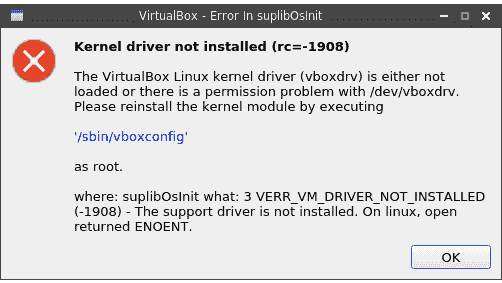 VirtualBox - Error In suplibOsInit
Kernel driver not installed (rc=-1908)
The VirtualBox Linux kernel driver (vboxdrv) is either not
loaded or there is a permission problem with /dev/vboxdrv.
Please reinstall the kernel module by executing
'/sbin/vboxconfig'
as root.
where: suplibOsInit what: 3 VERR_VM_DRIVER_NOT_INSTALLED
(-1908) - The support driver is not installed. On linux, open
returned ENOENT.
OK